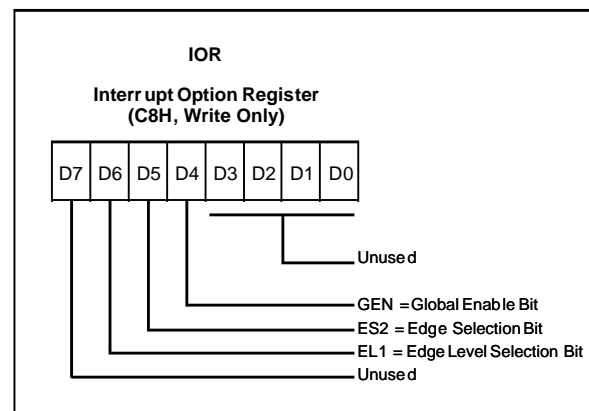 IOR
Interrupt Option Register
(C8H, Write Only)
D7 D6 D5 D4 D3 D2 D1 D0
Unused
GEN = Global Enable Bit
ES2 = Edge Selection Bit
EL1 = Edge Level Selection Bit
Unused